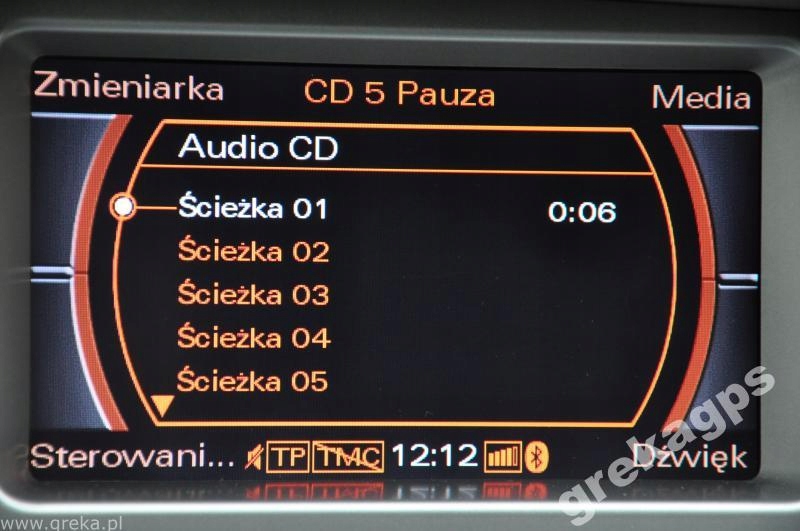 Zmieniarka CD 5 Pauza Media
Audio CD
Ścieżka 01 0:06
Ścieżka 02
Ścieżka 03
Ścieżka 04
Ścieżka 05
Sterowani... TP TMC 12:12 Dźwięk
grekagps
www.greka.pl